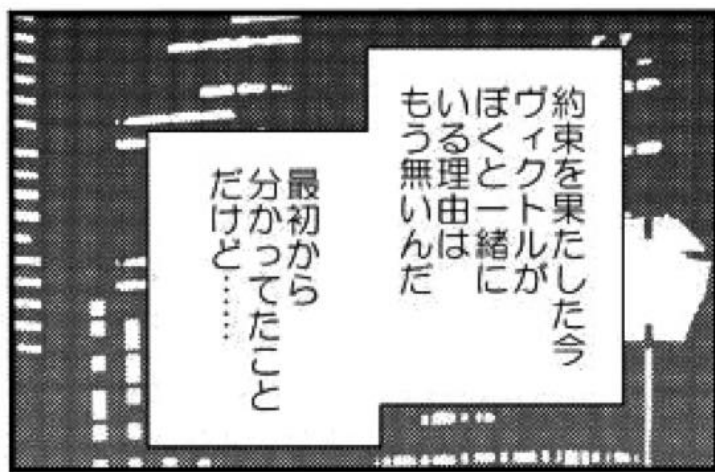 約束を果たした今
ヴィクトルが
ぼくと一緒に
いる理由は
もう無いんだ
最初から
分かってたこと
だけど……